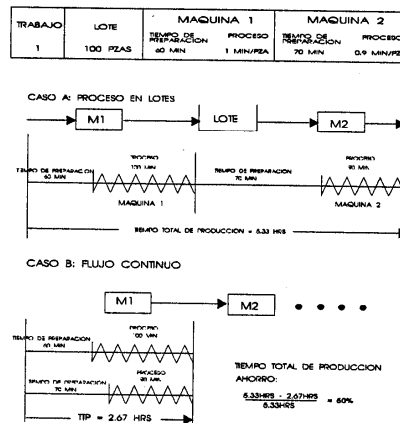 TRABAJO LOTE MAQUINA 1 MAQUINA 2
TIEMPO DE PREPARACION PROCESO TIEMPO DE PREPARACION PROCESO
1 100 PZAS 60 MIN 1 MIN/PZA 70 MIN 0.9 MIN/PZA
CASO A: PROCESO EN LOTES
M1 LOTE M2
TIEMPO DE PREPARACION 60 MIN PROCESO 100 MIN TIEMPO DE PREPARACION 70 MIN PROCESO 90 MIN
MAQUINA 1 MAQUINA 2
TIEMPO TOTAL DE PRODUCCION = 5.33 HRS
CASO B: FLUJO CONTINUO
M1 M2
TIEMPO DE PREPARACION 60 MIN PROCESO 100 MIN
TIEMPO DE PREPARACION 70 MIN PROCESO 90 MIN
TTP = 2.67 HRS
TIEMPO TOTAL DE PRODUCCION
AHORRO:
5.33HRS - 2.67HRS
5.33HRS
= 50%